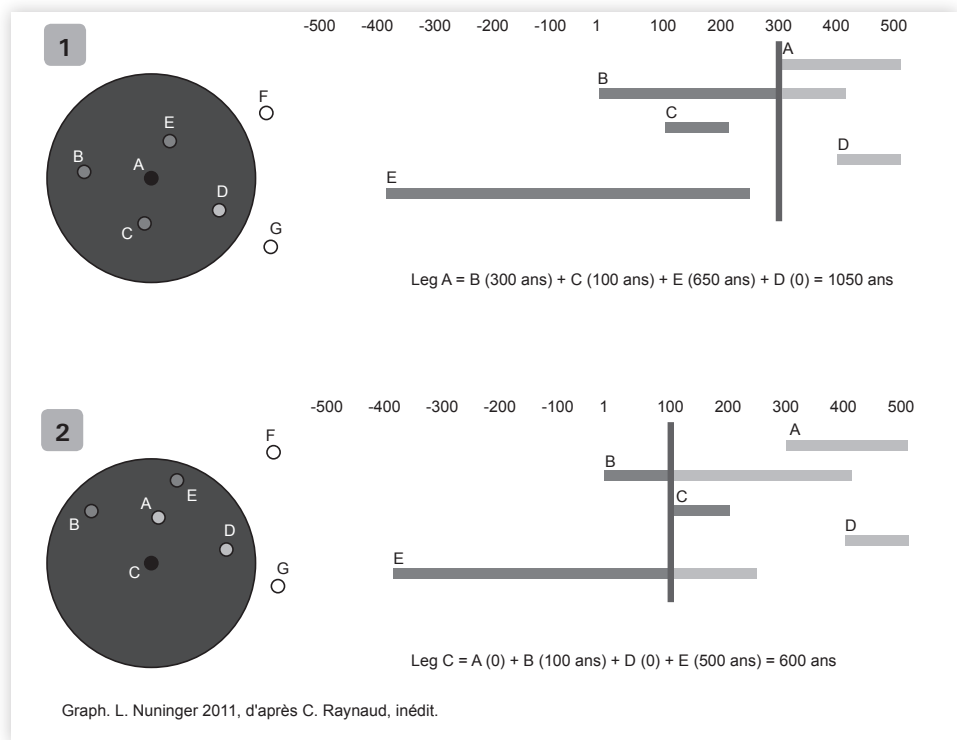 1
-500 -400 -300 -200 -100 1 100 200 300 400 500
A
B
C
D
E
F
E
B
A
D
C
G
Leg A = B (300 ans) + C (100 ans) + E (650 ans) + D (0) = 1050 ans
2
-500 -400 -300 -200 -100 1 100 200 300 400 500
A
B
C
D
E
F
E
A
B
D
C
G
Leg C = A (0) + B (100 ans) + D (0) + E (500 ans) = 600 ans
Graph. L. Nuninger 2011, d'après C. Raynaud, inédit.